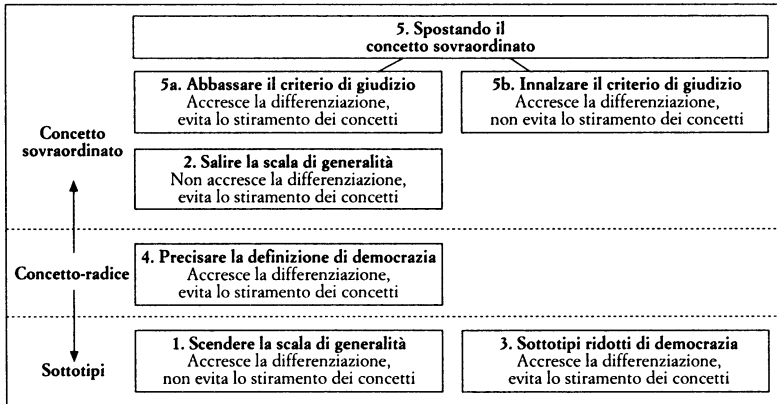 5. Spostando il
concetto sovraordinato
5a. Abbassare il criterio di giudizio
Accresce la differenziazione,
evita lo stiramento dei concetti
5b. Innalzare il criterio di giudizio
Accresce la differenziazione,
non evita lo stiramento dei concetti
Concetto
sovraordinato
2. Salire la scala di generalità
Non accresce la differenziazione,
evita lo stiramento dei concetti
Concetto-radice
4. Precisare la definizione di democrazia
Accresce la differenziazione,
evita lo stiramento dei concetti
Sottotipi
1. Scendere la scala di generalità
Accresce la differenziazione,
non evita lo stiramento dei concetti
3. Sottotipi ridotti di democrazia
Accresce la differenziazione,
evita lo stiramento dei concetti